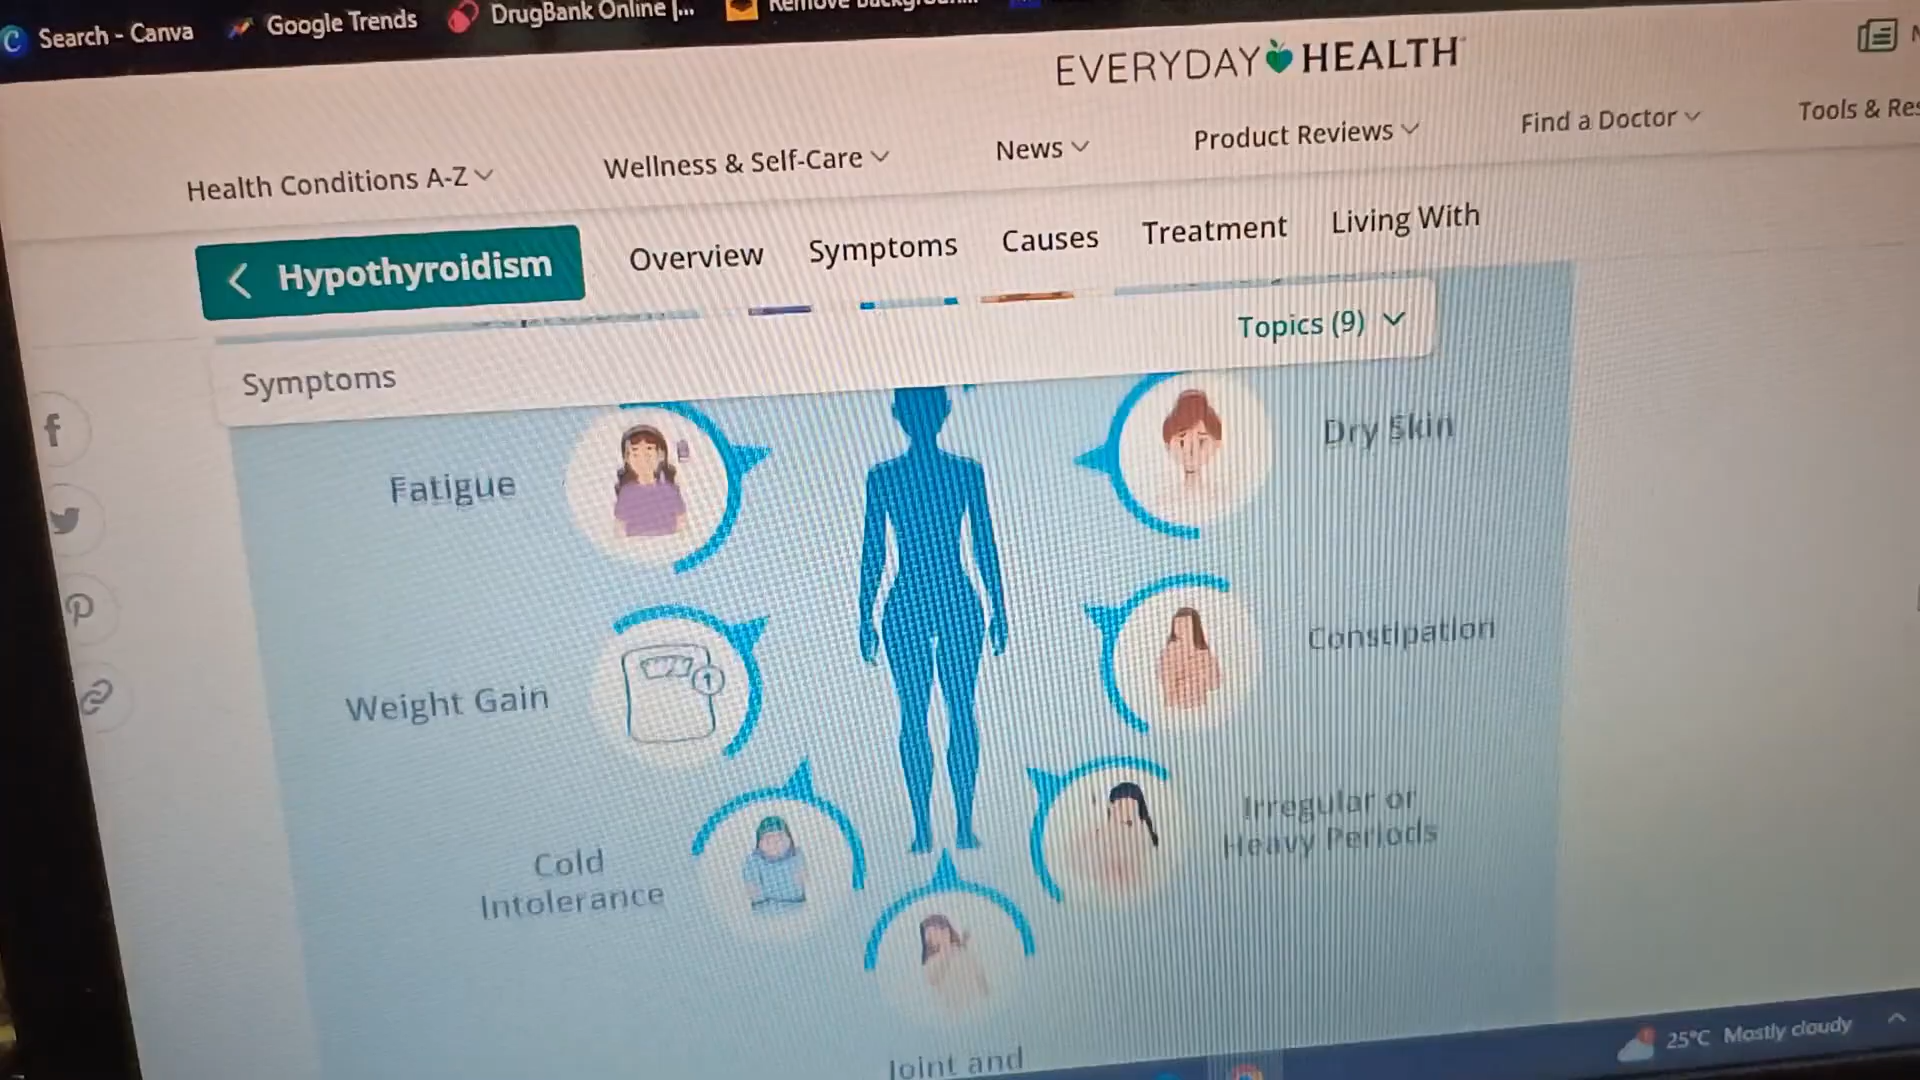 Search - Canva
Google Trends
DrugBank Online |...
EVERYDAY HEALTH
Health Conditions A-Z
Wellness & Self-Care
News
Product Reviews
Find a Doctor
Tools &
Hypothyroidism
Overview
Symptoms
Causes
Treatment
Living With
Topics (9)
Symptoms
Fatigue
Dry Skin
Weight Gain
Constipation
Cold
Intolerance
Irregular or
Heavy Periods
Joint and
25°C Mostly cloudy